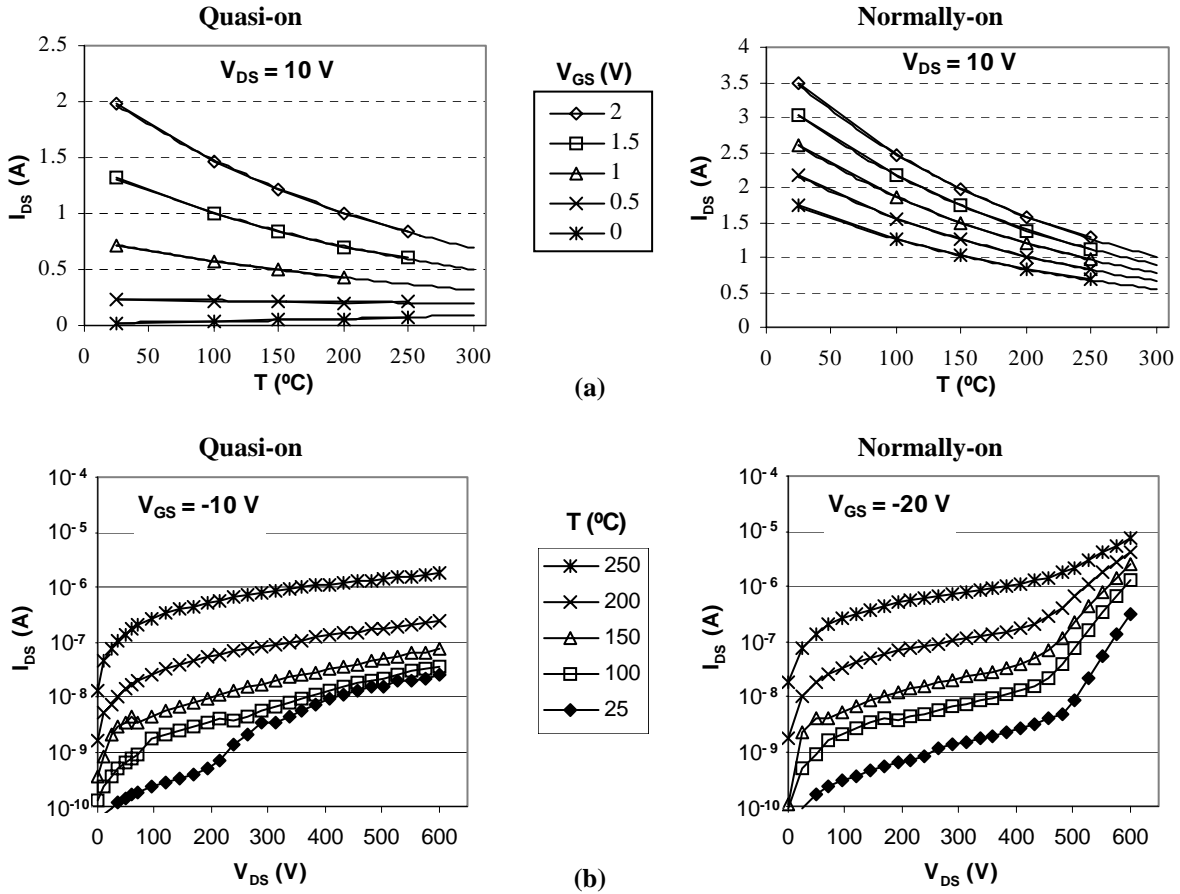 Quasi-on
Normally-on
V_DS = 10 V
2.5
2
1.5
1
0.5
0
I_DS (A)
0 50 100 150 200 250 300
T (ºC)
V_GS (V)
2
1.5
1
0.5
0
V_DS = 10 V
4
3.5
3
2.5
2
1.5
1
0.5
0
I_DS (A)
0 50 100 150 200 250 300
T (ºC)
(a)
Quasi-on
Normally-on
V_GS = -10 V
10^-4
10^-5
10^-6
10^-7
10^-8
10^-9
10^-10
I_DS (A)
0 100 200 300 400 500 600
V_DS (V)
T (ºC)
250
200
150
100
25
V_GS = -20 V
10^-4
10^-5
10^-6
10^-7
10^-8
10^-9
10^-10
I_DS (A)
0 100 200 300 400 500 600
V_DS (V)
(b)